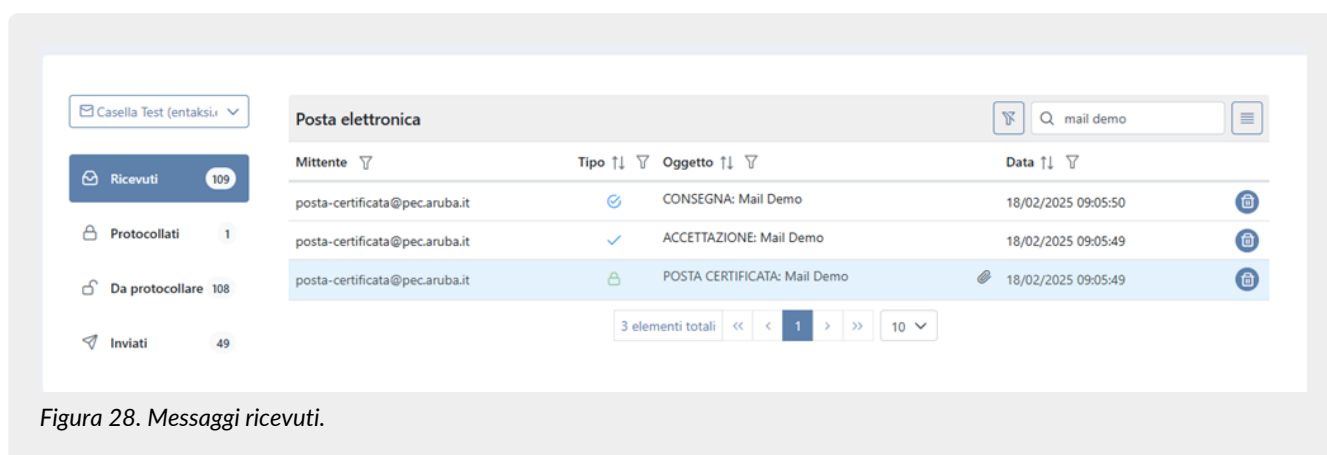 Casella Test (entaksi.
Posta elettronica
mail demo
Ricevuti 109
Protocollati 1
Da protocollare 108
Inviati 49
Mittente Tipo Oggetto Data
posta-certificata@pec.aruba.it CONSEGNA: Mail Demo 18/02/2025 09:05:50
posta-certificata@pec.aruba.it ACCETTAZIONE: Mail Demo 18/02/2025 09:05:49
posta-certificata@pec.aruba.it POSTA CERTIFICATA: Mail Demo 18/02/2025 09:05:49
3 elementi totali << < 1 > >> 10
Figura 28. Messaggi ricevuti.